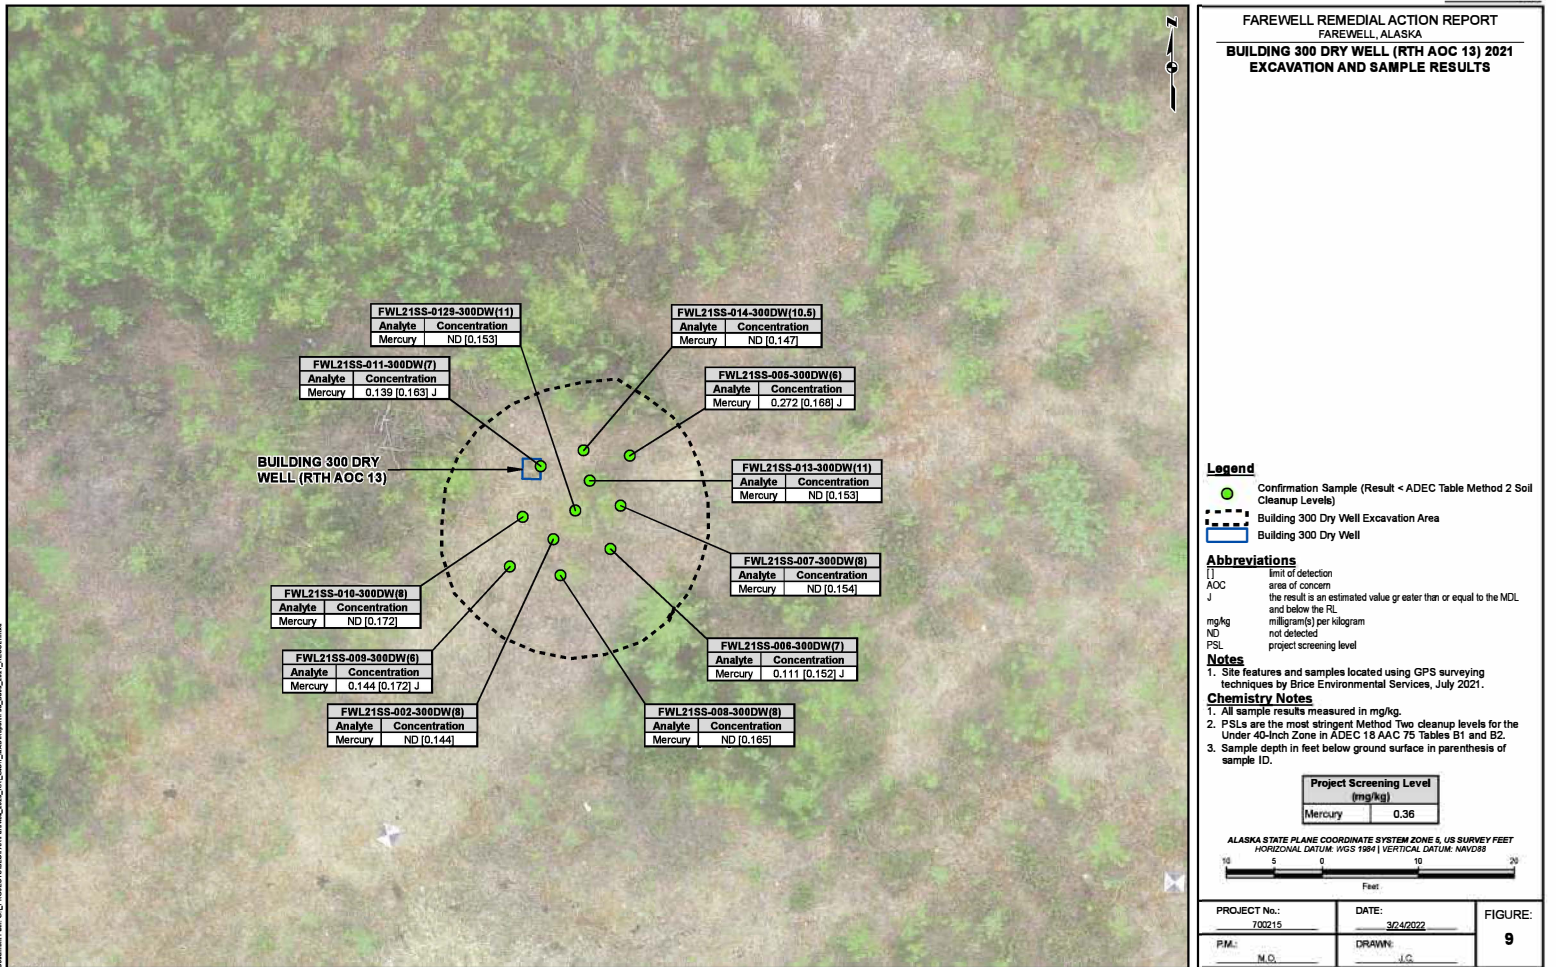 FWL21SS-0129-300DW(11)
Analyte Concentration
Mercury ND [0.153]
FWL21SS-014-300DW(10.5)
Analyte Concentration
Mercury ND [0.147]
FWL21SS-011-300DW(7)
Analyte Concentration
Mercury 0.139 [0.163] J
FWL21SS-005-300DW(6)
Analyte Concentration
Mercury 0.272 [0.168] J
BUILDING 300 DRY
WELL (RTH AOC 13)
FWL21SS-013-300DW(11)
Analyte Concentration
Mercury ND [0.153]
FWL21SS-007-300DW(8)
Analyte Concentration
Mercury ND [0.154]
FWL21SS-010-300DW(8)
Analyte Concentration
Mercury ND [0.172]
FWL21SS-009-300DW(6)
Analyte Concentration
Mercury 0.144 [0.172] J
FWL21SS-006-300DW(7)
Analyte Concentration
Mercury 0.111 [0.152] J
FWL21SS-002-300DW(8)
Analyte Concentration
Mercury ND [0.144]
FWL21SS-008-300DW(8)
Analyte Concentration
Mercury ND [0.165]
N
FAREWELL REMEDIAL ACTION REPORT
FAREWELL, ALASKA
BUILDING 300 DRY WELL (RTH AOC 13) 2021
EXCAVATION AND SAMPLE RESULTS
Legend
Confirmation Sample (Result < ADEC Table Method 2 Soil
Cleanup Levels)
Building 300 Dry Well Excavation Area
Building 300 Dry Well
Abbreviations
[ ] limit of detection
AOC area of concern
J the result is an estimated value greater than or equal to the MDL
and below the RL
mg/kg milligram(s) per kilogram
ND not detected
PSL project screening level
Notes
1. Site features and samples located using GPS surveying
techniques by Brice Environmental Services, July 2021.
Chemistry Notes
1. All sample results measured in mg/kg.
2. PSLs are the most stringent Method Two cleanup levels for the
Under 40-Inch Zone in ADEC 18 AAC 75 Tables B1 and B2.
3. Sample depth in feet below ground surface in parenthesis of
sample ID.
Project Screening Level
(mg/kg)
Mercury 0.36
ALASKA STATE PLANE COORDINATE SYSTEM ZONE 5, US SURVEY FEET
HORIZONAL DATUM: WGS 1984 | VERTICAL DATUM: NAVD88
10 5 0 10 20
Feet
PROJECT No.:
700215
DATE:
3/24/2022
FIGURE:
9
P.M.:
M.O.
DRAWN:
J.C.